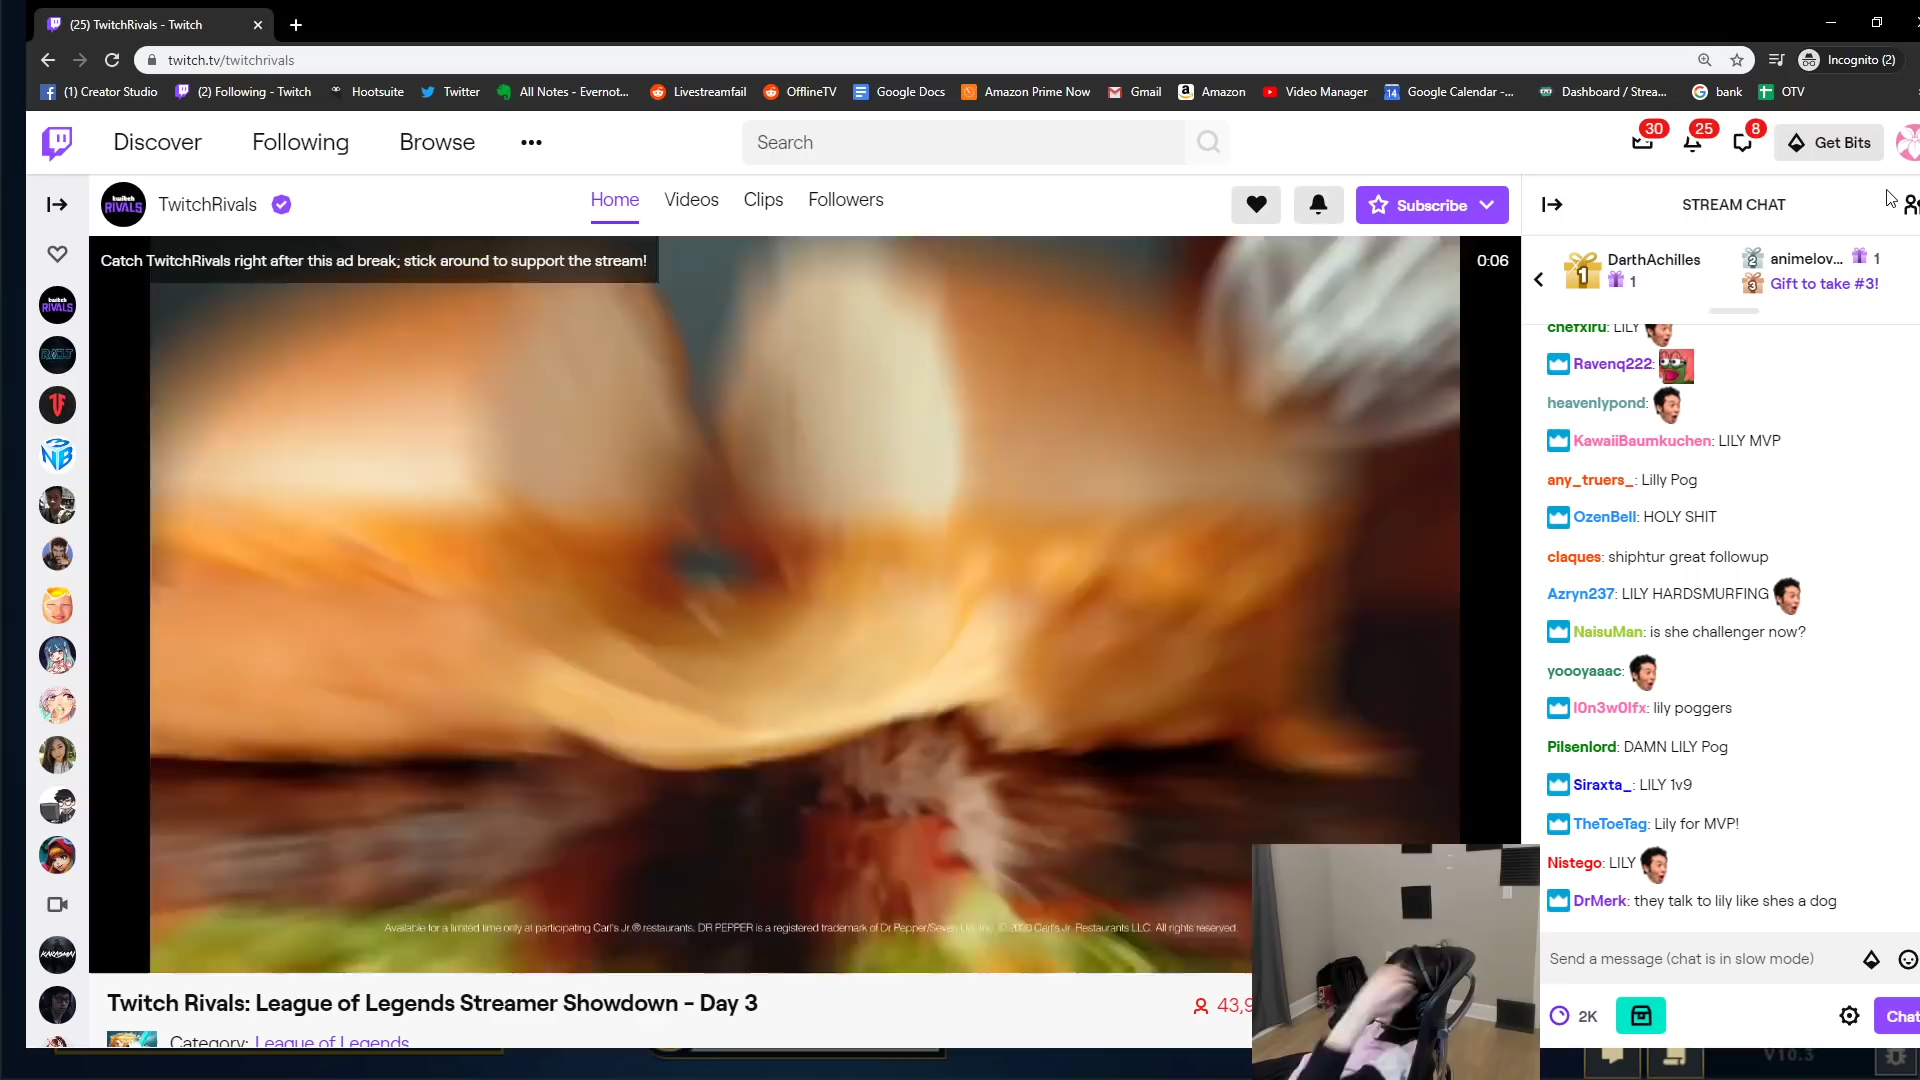 (25) TwitchRivals - Twitch
twitch.tv/twitchrivals
Incognito (2)
(1) Creator Studio
(2) Following - Twitch
Hootsuite
Twitter
All Notes - Evernot...
Livestreamfail
OfflineTV
Google Docs
Amazon Prime Now
Gmail
Amazon
Video Manager
Google Calendar -...
Dashboard / Strea...
bank
OTV
Discover
Following
Browse
Search
30
25
8
Get Bits
TwitchRivals
Home
Videos
Clips
Followers
Subscribe
STREAM CHAT
Catch TwitchRivals right after this ad break; stick around to support the stream!
0:06
1
DarthAchilles
1
2
animelov...
1
3
Gift to take #3!
chefxiru: LILY
Ravenq222:
heavenlypond:
KawaiiBaumkuchen: LILY MVP
any_truers_: Lilly Pog
OzenBell: HOLY SHIT
claques: shiphtur great followup
Azryn237: LILY HARDSMURFING
NaisuMan: is she challenger now?
yoooyaaac:
l0n3w0lfx: lily poggers
Pilsenlord: DAMN LILY Pog
Siraxta_: LILY 1v9
TheToeTag: Lily for MVP!
Nistego: LILY
DrMerk: they talk to lily like shes a dog
Available for a limited time only at participating Carl's Jr.® restaurants. DR PEPPER is a registered trademark of Dr Pepper/Seven Up, Inc. © 2020 Carl's Jr. Restaurants LLC. All rights reserved.
Send a message (chat is in slow mode)
2K
Chat
Twitch Rivals: League of Legends Streamer Showdown - Day 3
43,9
Category: League of Legends
V10.3